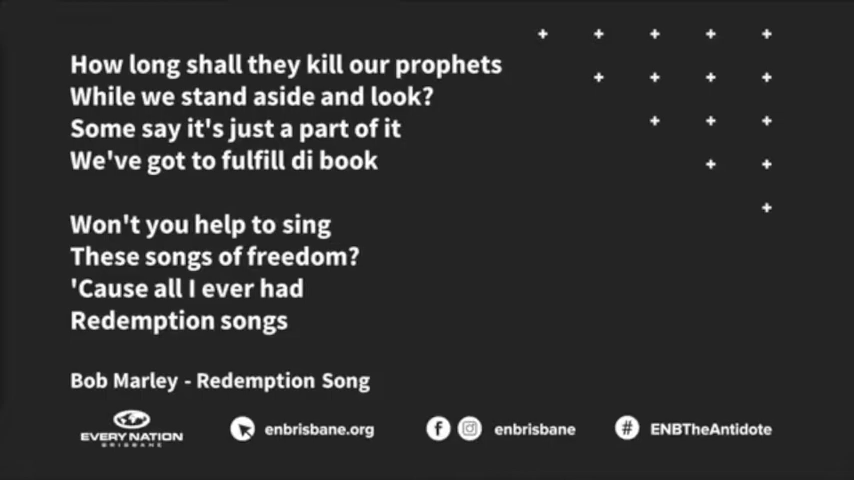 How long shall they kill our prophets
While we stand aside and look?
Some say it's just a part of it
We've got to fulfill di book
Won't you help to sing
These songs of freedom?
'Cause all I ever had
Redemption songs
Bob Marley - Redemption Song
EVERY NATION
BRISBANE
enbrisbane.org
enbrisbane
# ENBTheAntidote